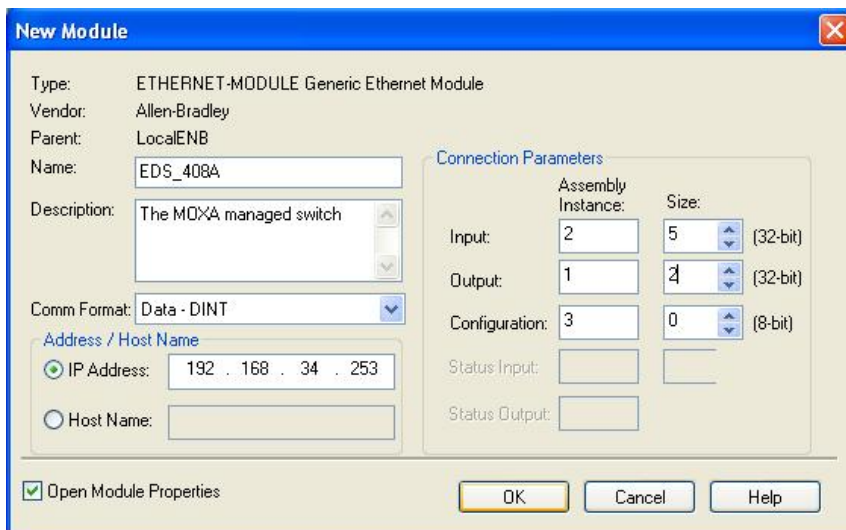 New Module
Type: ETHERNET-MODULE Generic Ethernet Module
Vendor: Allen-Bradley
Parent: LocalENB
Name: EDS_408A
Description: The MOXA managed switch
Comm Format: Data - DINT
Address / Host Name
IP Address: 192 . 168 . 34 . 253
Host Name:
Connection Parameters
Assembly Instance: Size:
Input: 2 5 (32-bit)
Output: 1 2 (32-bit)
Configuration: 3 0 (8-bit)
Status Input:
Status Output:
Open Module Properties
OK Cancel Help